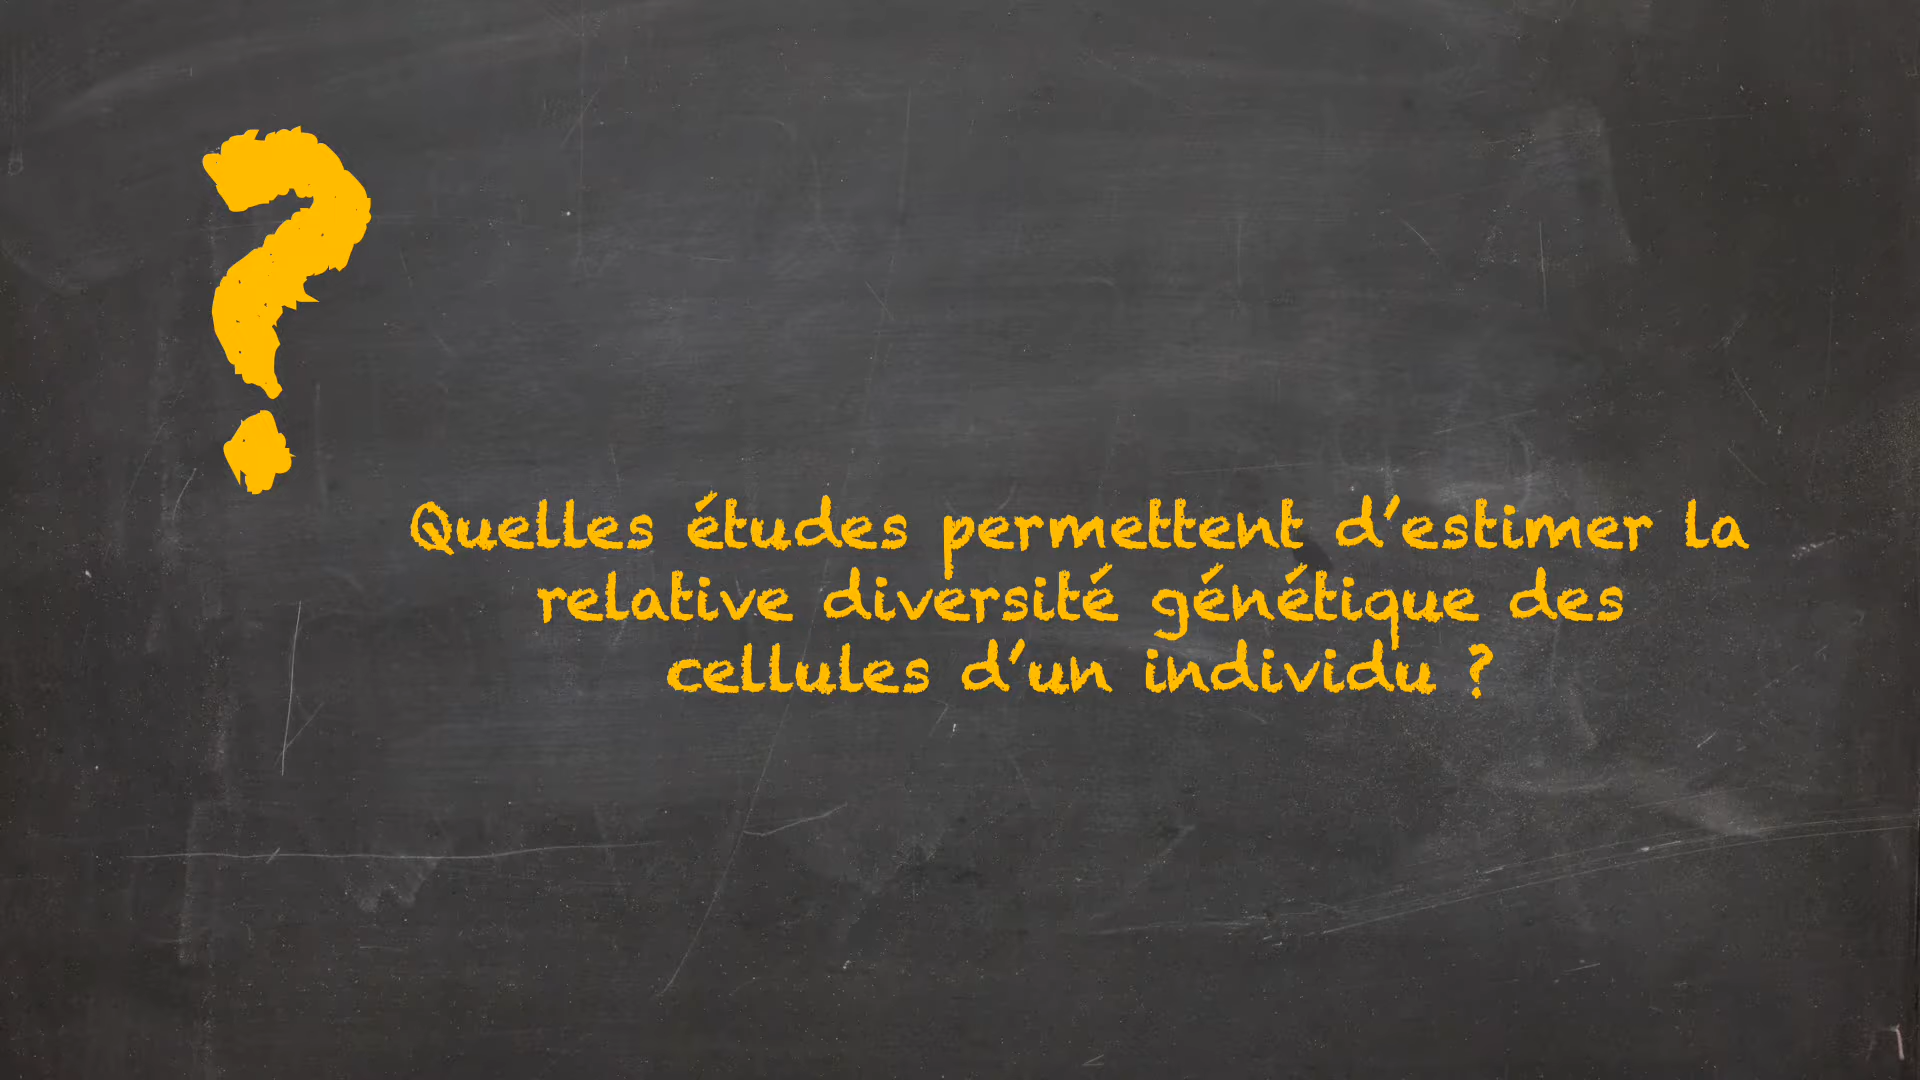 ?
Quelles études permettent d’estimer la
relative diversité génétique des
cellules d’un individu ?